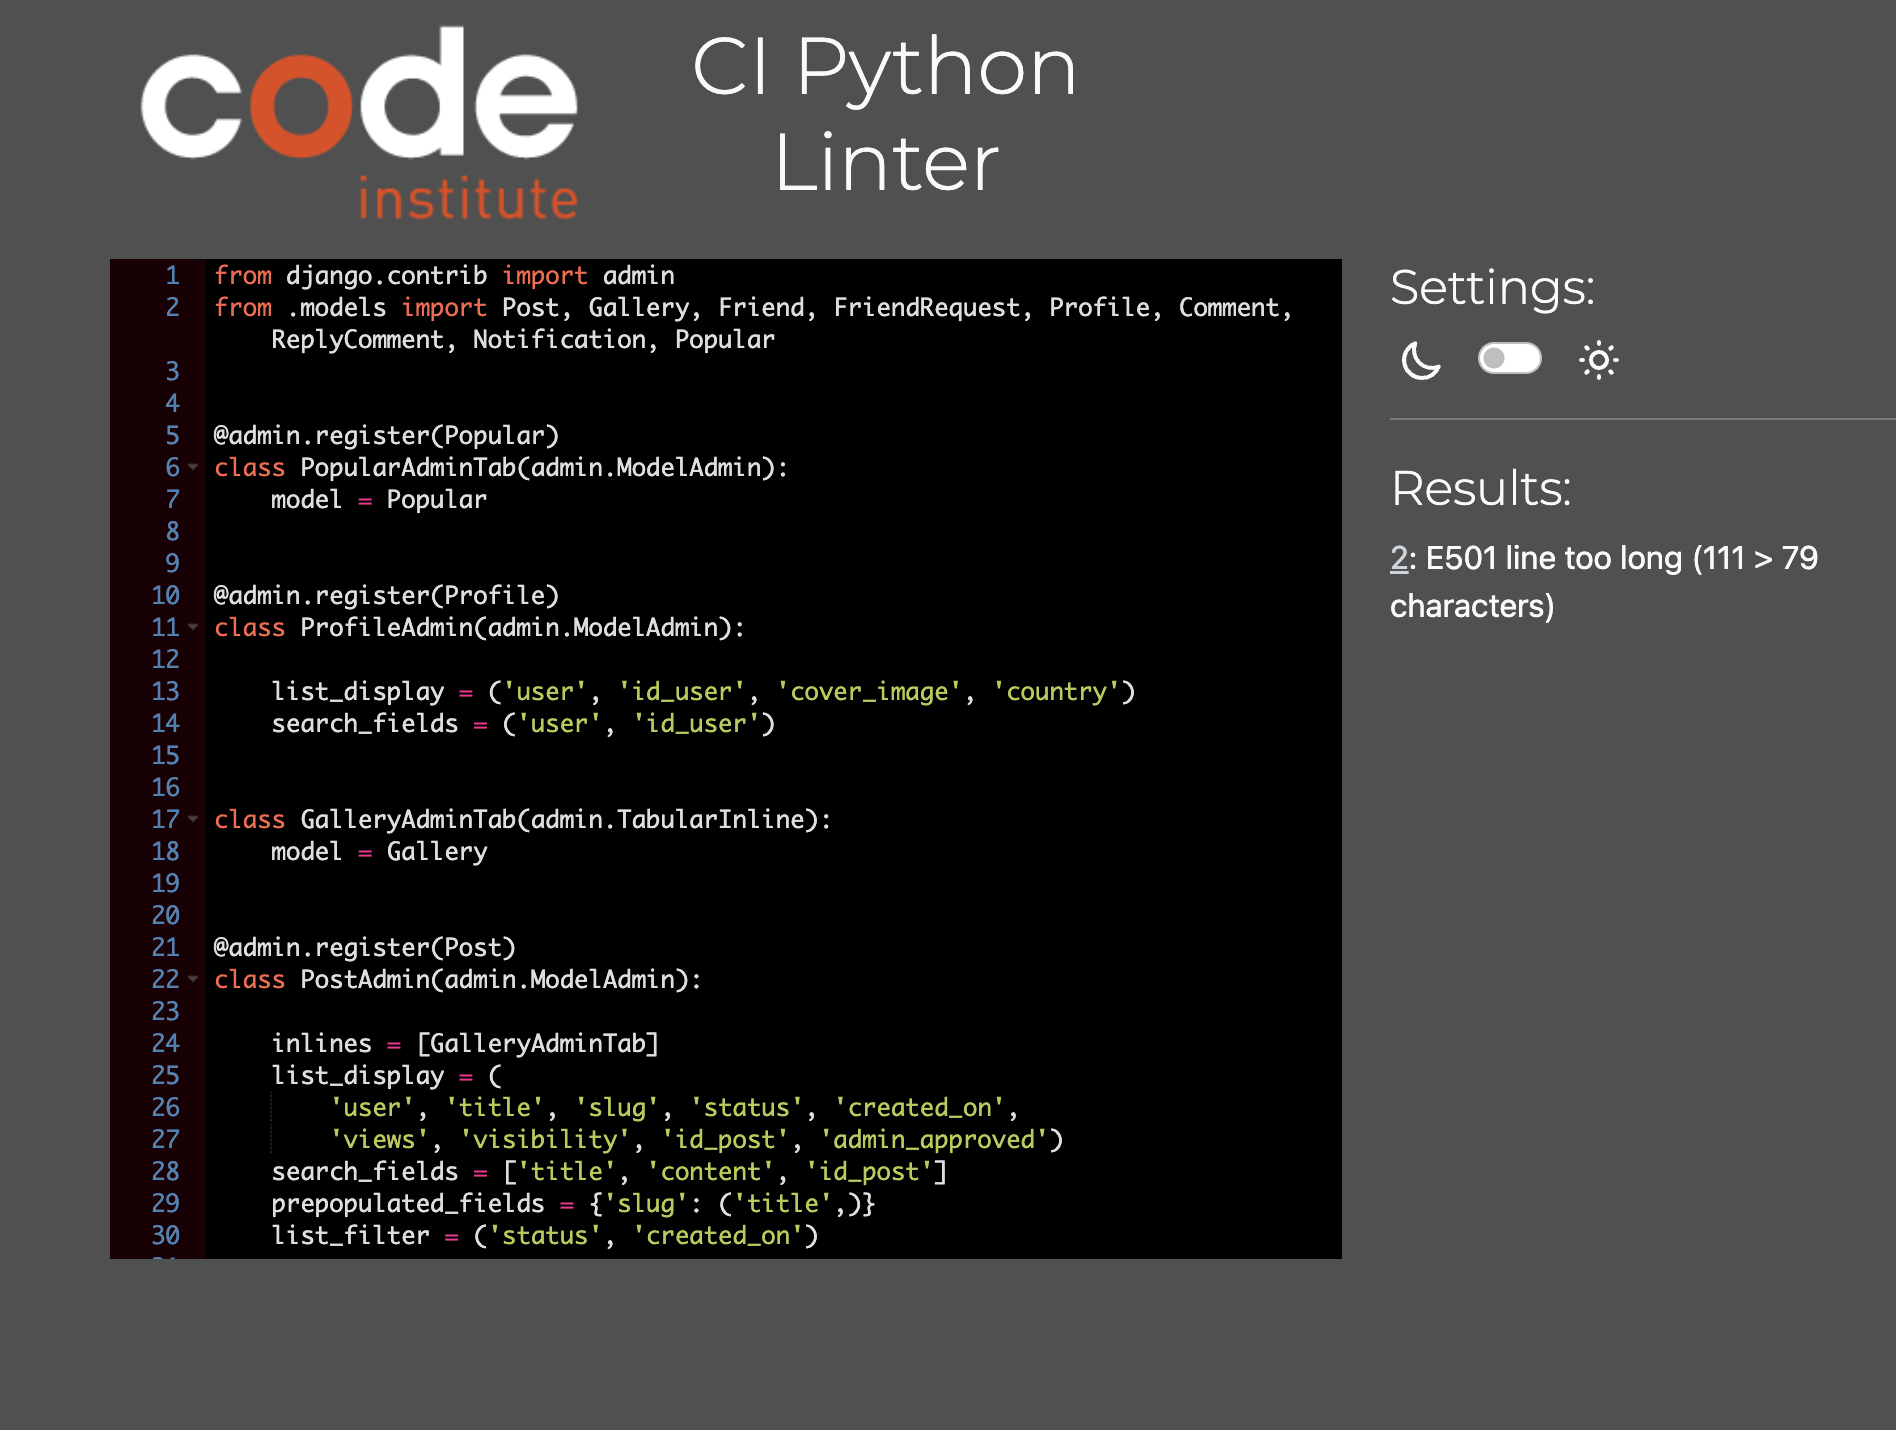 code
institute
CI Python
Linter
1 from django.contrib import admin
2 from .models import Post, Gallery, Friend, FriendRequest, Profile, Comment,
ReplyComment, Notification, Popular
3
4
5 @admin.register(Popular)
6 class PopularAdminTab(admin.ModelAdmin):
7     model = Popular
8
9
10 @admin.register(Profile)
11 class ProfileAdmin(admin.ModelAdmin):
12
13     list_display = ('user', 'id_user', 'cover_image', 'country')
14     search_fields = ('user', 'id_user')
15
16
17 class GalleryAdminTab(admin.TabularInline):
18     model = Gallery
19
20
21 @admin.register(Post)
22 class PostAdmin(admin.ModelAdmin):
23
24     inlines = [GalleryAdminTab]
25     list_display = (
26         'user', 'title', 'slug', 'status', 'created_on',
27         'views', 'visibility', 'id_post', 'admin_approved')
28     search_fields = ['title', 'content', 'id_post']
29     prepopulated_fields = {'slug': ('title',)}
30     list_filter = ('status', 'created_on')
Settings:
Results:
2: E501 line too long (111 > 79
characters)